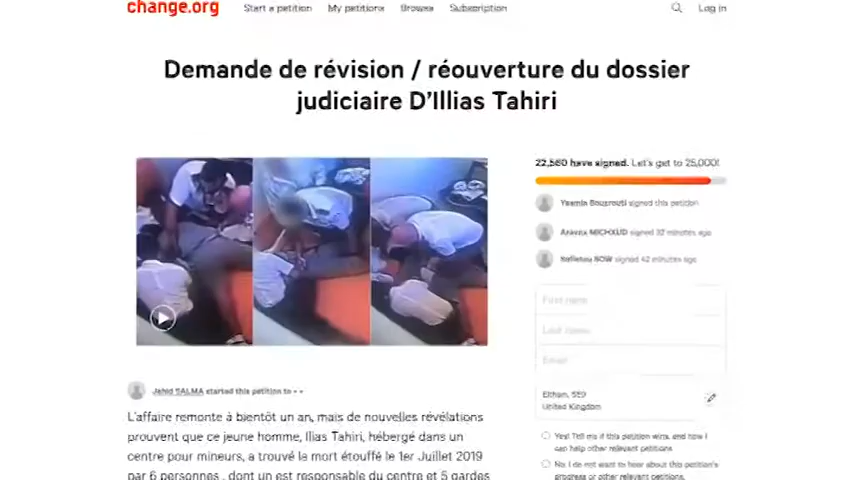 change.org
Start a petition
My petitions
Browse
Subscription
Log in
Demande de révision / réouverture du dossier
judiciaire D'Illias Tahiri
22,560 have signed. Let's get to 25,000!
signed this petition
signed 37 minutes ago
signed 42 minutes ago
First name
Last name
Email
Eltham, SE9
United Kingdom
Yes! Tell me if this petition wins, and how I
can help other relevant petitions
No. I do not want to hear about this petition's
progress or other relevant petitions.
Jahid SALMA started this petition to
L'affaire remonte à bientôt un an, mais de nouvelles révélations
prouvent que ce jeune homme, Ilias Tahiri, hébergé dans un
centre pour mineurs, a trouvé la mort étouffé le 1er Juillet 2019
par 6 personnes, dont un est responsable du centre et 5 gardes